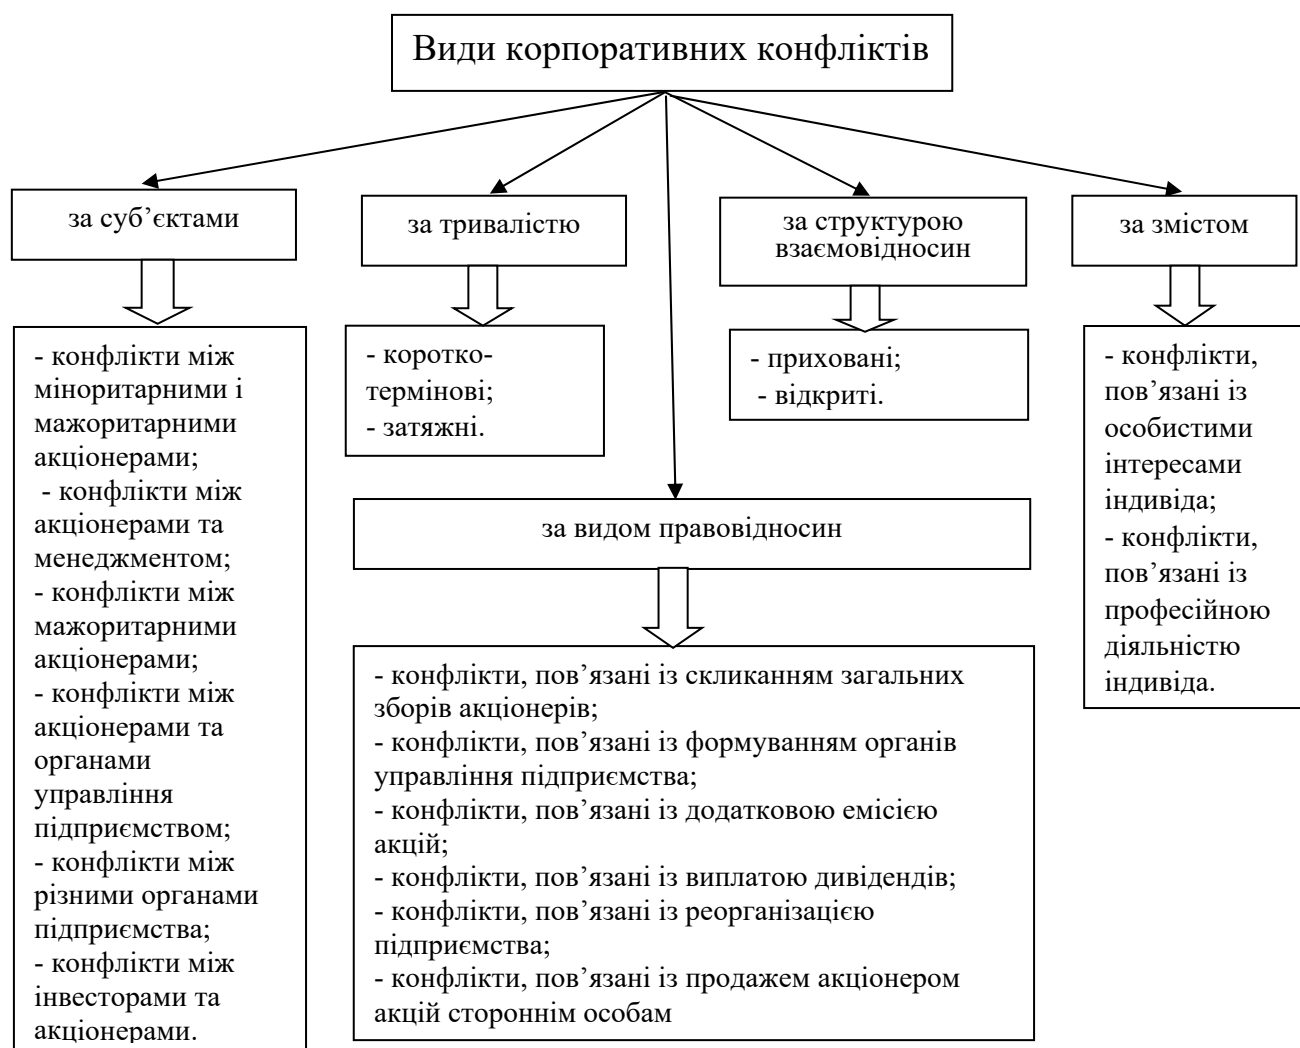 Види корпоративних конфліктів
за суб’єктами
за тривалістю
за структурою
взаємовідносин
за змістом
- конфлікти між
міноритарними і
мажоритарними
акціонерами;
- конфлікти між
акціонерами та
менеджментом;
- конфлікти між
мажоритарними
акціонерами;
- конфлікти між
акціонерами та
органами
управління
підприємством;
- конфлікти між
різними органами
підприємства;
- конфлікти між
інвесторами та
акціонерами.
- коротко-
термінові;
- затяжні.
- приховані;
- відкриті.
- конфлікти,
пов’язані із
особистими
інтересами
індивіда;
- конфлікти,
пов’язані із
професійною
діяльністю
індивіда.
за видом правовідносин
- конфлікти, пов’язані із скликанням загальних
зборів акціонерів;
- конфлікти, пов’язані із формуванням органів
управління підприємства;
- конфлікти, пов’язані із додатковою емісією
акцій;
- конфлікти, пов’язані із виплатою дивідендів;
- конфлікти, пов’язані із реорганізацією
підприємства;
- конфлікти, пов’язані із продажем акціонером
акцій стороннім особам